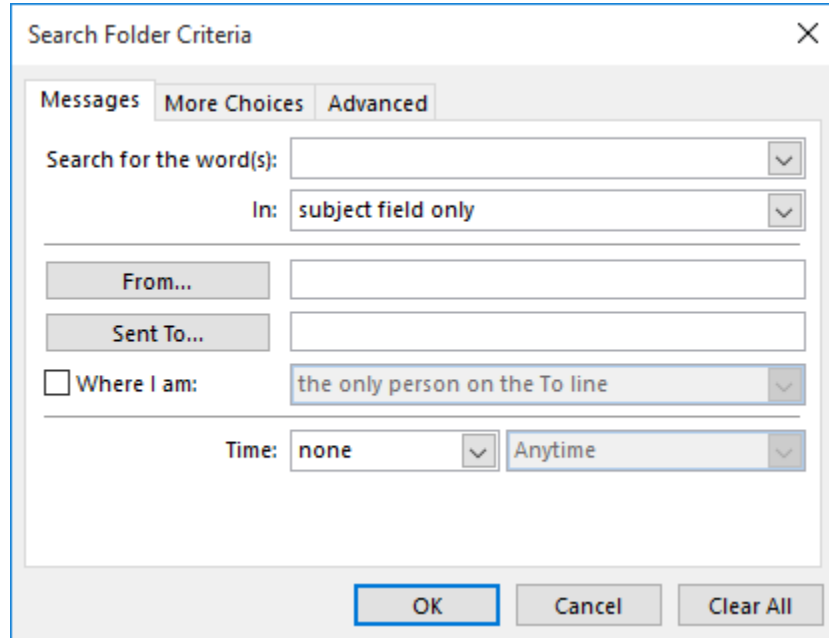 Search Folder Criteria
Messages More Choices Advanced
Search for the word(s):
In: subject field only
From...
Sent To...
Where I am: the only person on the To line
Time: none Anytime
OK Cancel Clear All